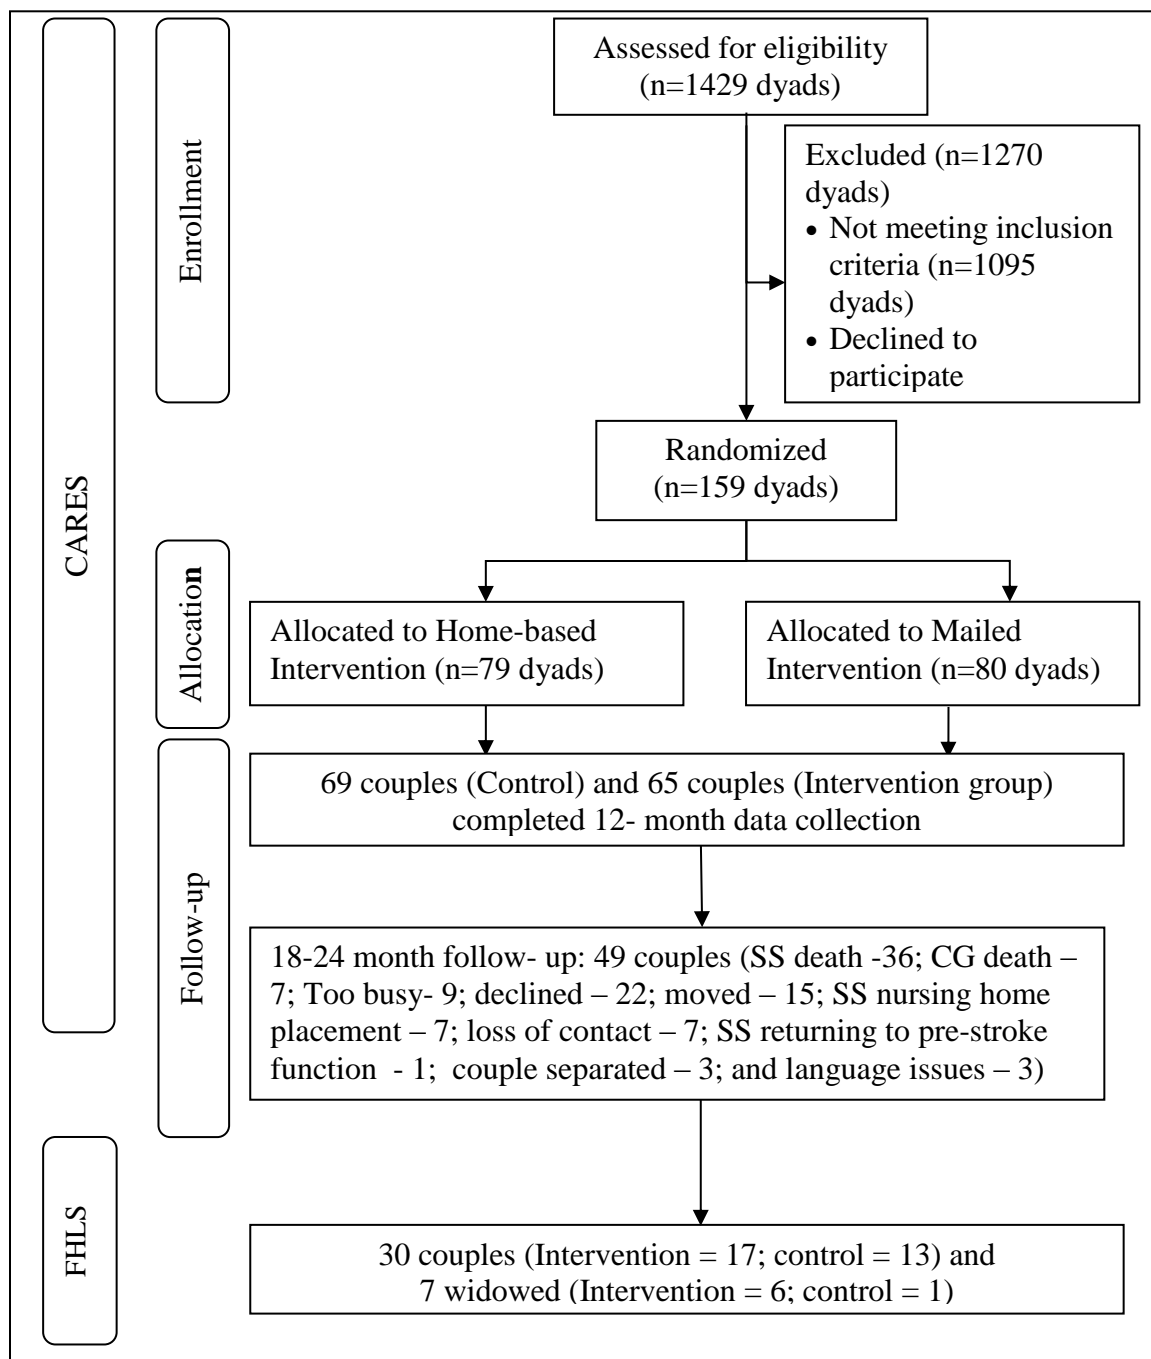 Assessed for eligibility
(n=1429 dyads)
Enrollment
Excluded (n=1270
dyads)
• Not meeting inclusion
criteria (n=1095
dyads)
• Declined to
participate
Randomized
(n=159 dyads)
CARES
Allocation
Allocated to Home-based
Intervention (n=79 dyads)
Allocated to Mailed
Intervention (n=80 dyads)
Follow-up
69 couples (Control) and 65 couples (Intervention group)
completed 12- month data collection
18-24 month follow- up: 49 couples (SS death -36; CG death –
7; Too busy- 9; declined – 22; moved – 15; SS nursing home
placement – 7; loss of contact – 7; SS returning to pre-stroke
function - 1; couple separated – 3; and language issues – 3)
FHLS
30 couples (Intervention = 17; control = 13) and
7 widowed (Intervention = 6; control = 1)